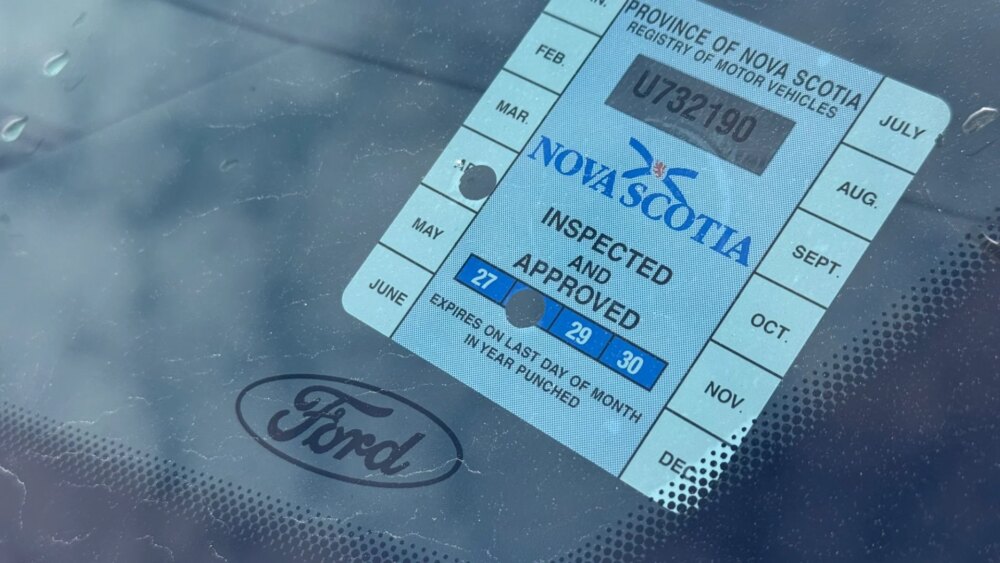 PROVINCE OF NOVA SCOTIA
REGISTRY OF MOTOR VEHICLES
U732190
FEB.
MAR.
MAY
JUNE
NOVA SCOTIA
INSPECTED
AND
APPROVED
27 29 30
EXPIRES ON LAST DAY OF MONTH
IN YEAR PUNCHED
JULY
AUG.
SEPT.
OCT.
NOV.
DEC
Ford